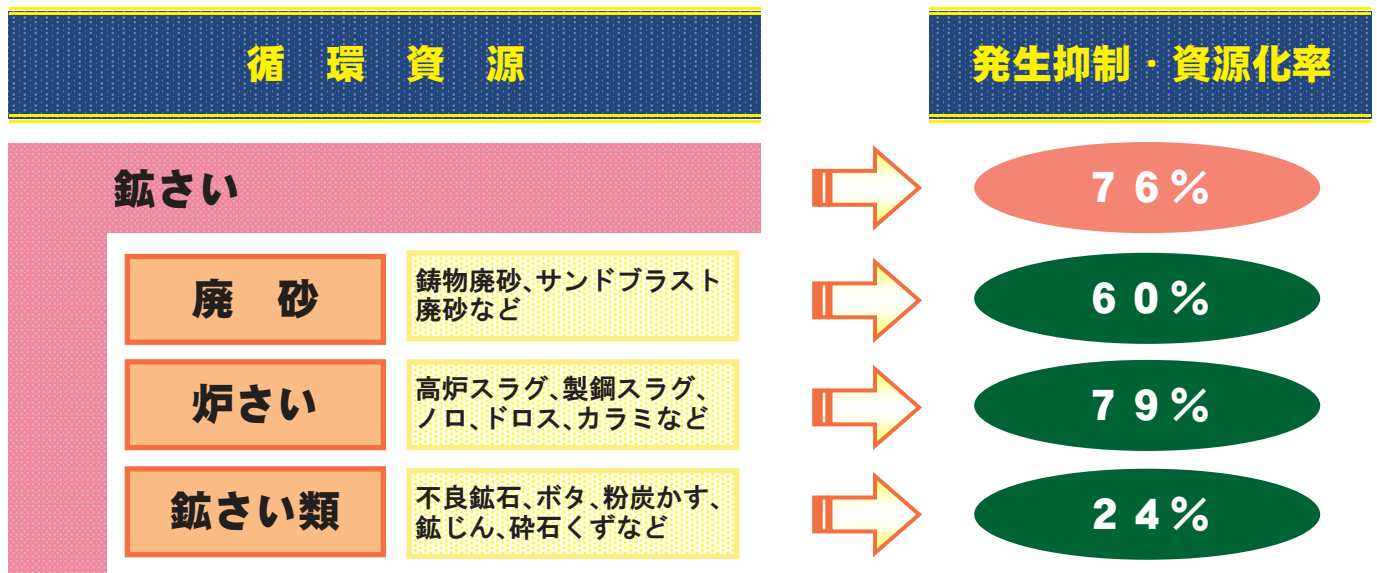 循環資源
発生抑制・資源化率
鉱さい
76%
廃砂
鋳物廃砂、サンドブラスト
廃砂など
60%
炉さい
高炉スラグ、製鋼スラグ、
ノロ、ドロス、カラミなど
79%
鉱さい類
不良鉱石、ボタ、粉炭かす、
鉱じん、砕石くずなど
24%